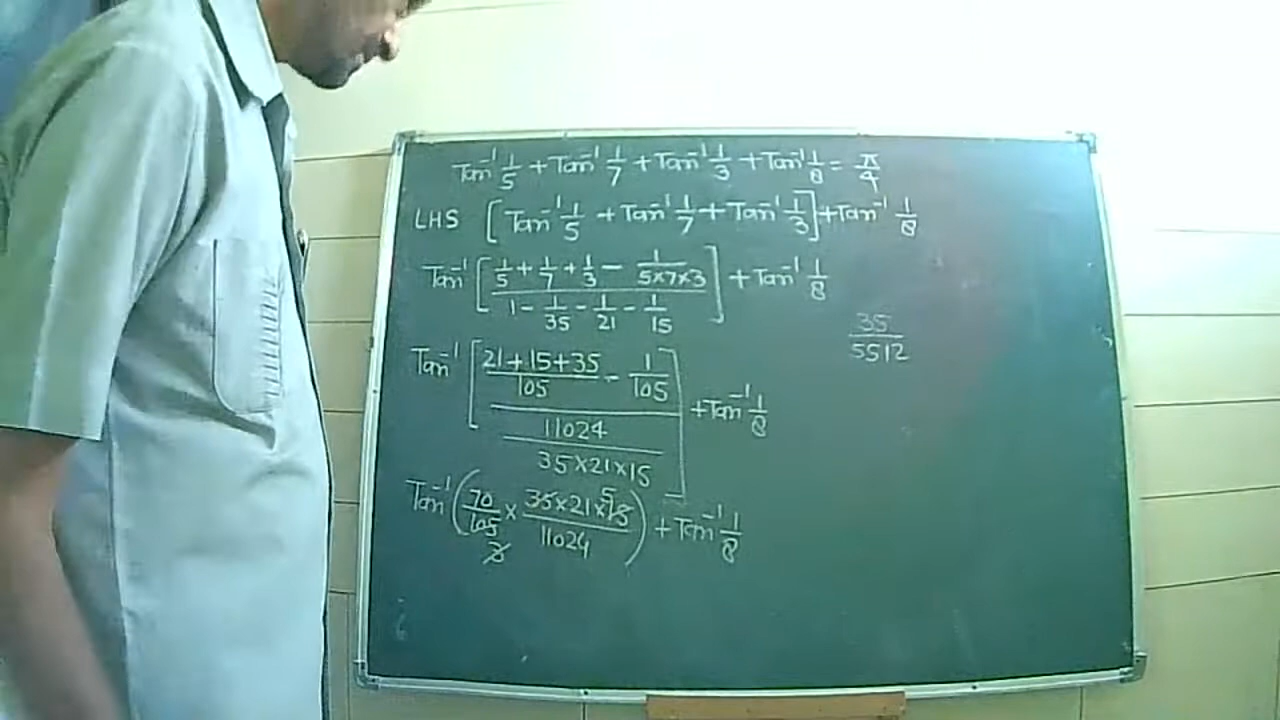 Tan⁻¹ 1/5 + Tan⁻¹ 1/7 + Tan⁻¹ 1/3 + Tan⁻¹ 1/8 = π/4
LHS [Tan⁻¹ 1/5 + Tan⁻¹ 1/7 + Tan⁻¹ 1/3] + Tan⁻¹ 1/8
Tan⁻¹ [(1/5 + 1/7 + 1/3 − 1/(5×7×3)) / (1 − 1/35 − 1/21 − 1/15)] + Tan⁻¹ 1/8
35/5512
Tan⁻¹ [((21+15+35)/105 − 1/105) / (11024/(35×21×15))] + Tan⁻¹ 1/8
Tan⁻¹ (70/105 × (35×21×15)/11024) + Tan⁻¹ 1/8
5
3